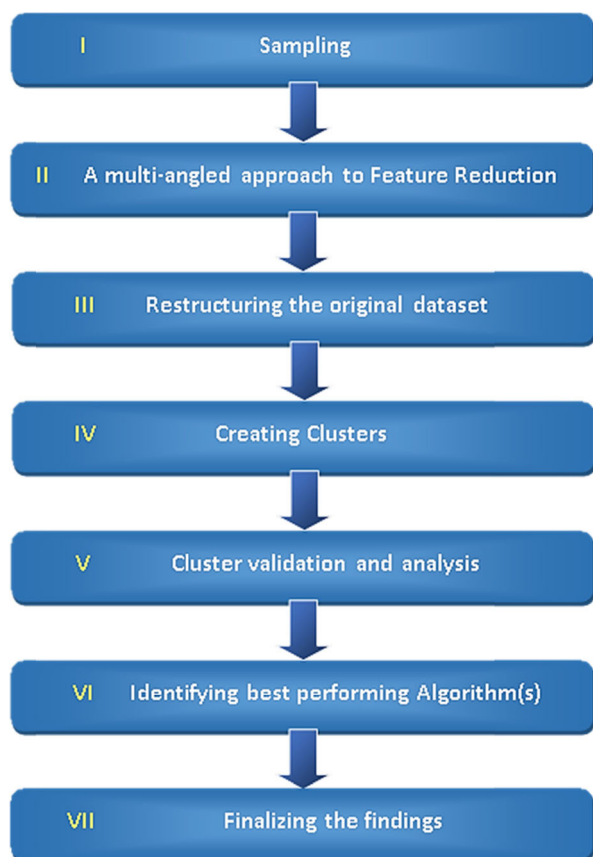 I Sampling
II A multi-angled approach to Feature Reduction
III Restructuring the original dataset
IV Creating Clusters
V Cluster validation and analysis
VI Identifying best performing Algorithm(s)
VII Finalizing the findings